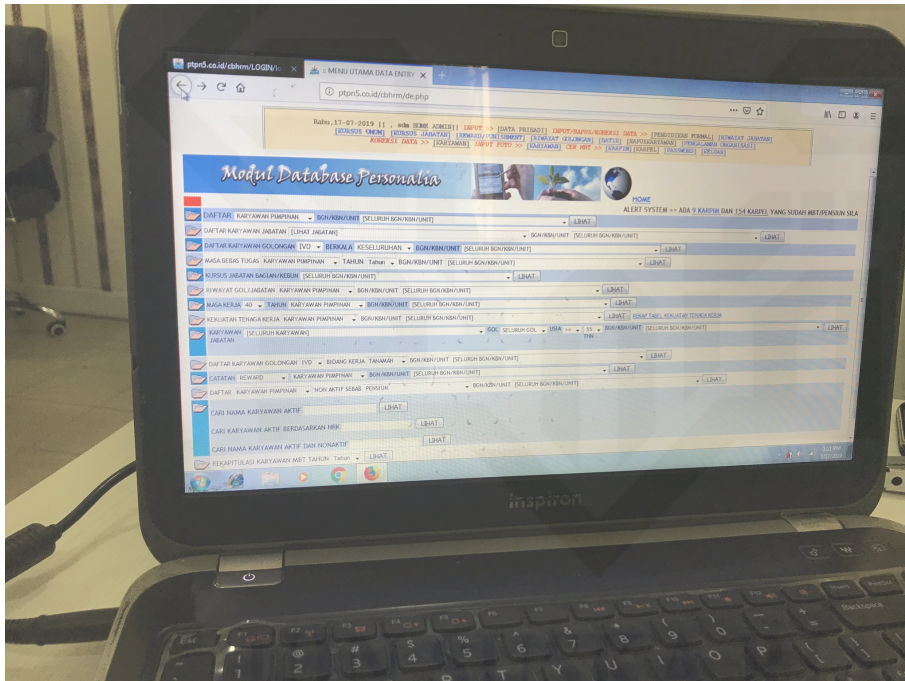 ptpn5.co.id/cbhrm/LOGIN/lo
:: MENU UTAMA DATA ENTRY
ptpn5.co.id/cbhrm/de.php
Rabu,17-07-2019 || , adm HUMR ADMIN|| INPUT >> [DATA PRIBADI] INPUT/HAPUS/KOREKSI DATA >> [PENDIDIKAN FORMAL] [RIWAYAT JABATAN]
[KURSUS UMUM] [KURSUS JABATAN] [REWARD/PUNISHMENT] [RIWAYAT GOLONGAN] [BATIH] [HAPUSKARYAWAN] [PENGALAMAN ORGANISASI]
KOREKSI DATA >> [KARYAWAN] INPUT FOTO >> [KARYAWAN] CEK MBT >> [KARPIM] [KARPEL] [PASSWORD] [KELUAR]
Modul Database Personalia
HOME
ALERT SYSTEM >> ADA 9 KARPIM DAN 154 KARPEL YANG SUDAH MBT/PENSIUN SILA
DAFTAR KARYAWAN PIMPINAN BGN/KBN/UNIT [SELURUH BGN/KBN/UNIT] LIHAT
DAFTAR KARYAWAN JABATAN [LIHAT JABATAN] BGN/KBN/UNIT [SELURUH BGN/KBN/UNIT] LIHAT
DAFTAR KARYAWAN GOLONGAN IVD BERKALA KESELURUHAN BGN/KBN/UNIT [SELURUH BGN/KBN/UNIT] LIHAT
MASA BEBAS TUGAS KARYAWAN PIMPINAN TAHUN Tahun BGN/KBN/UNIT [SELURUH BGN/KBN/UNIT] LIHAT
KURSUS JABATAN BAGIAN/KEBUN [SELURUH BGN/KBN/UNIT] LIHAT
RIWAYAT GOL/JABATAN KARYAWAN PIMPINAN BGN/KBN/UNIT [SELURUH BGN/KBN/UNIT] LIHAT
MASA KERJA 40 TAHUN KARYAWAN PIMPINAN BGN/KBN/UNIT [SELURUH BGN/KBN/UNIT] LIHAT
KEKUATAN TENAGA KERJA KARYAWAN PIMPINAN BGN/KBN/UNIT [SELURUH BGN/KBN/UNIT] LIHAT REKAP TABEL KEKUATAN TENAGA KERJA
KARYAWAN [SELURUH KARYAWAN] GOL SELURUH GOL USIA >= 55 BGN/KBN/UNIT [SELURUH BGN/KBN/UNIT] LIHAT
JABATAN THN
DAFTAR KARYAWAN GOLONGAN IVD BIDANG KERJA TANAMAN BGN/KBN/UNIT [SELURUH BGN/KBN/UNIT] LIHAT
CATATAN REWARD KARYAWAN PIMPINAN BGN/KBN/UNIT [SELURUH BGN/KBN/UNIT] LIHAT
DAFTAR KARYAWAN PIMPINAN NON AKTIF SEBAB PENSIUN BGN/KBN/UNIT [SELURUH BGN/KBN/UNIT] LIHAT
CARI NAMA KARYAWAN AKTIF LIHAT
CARI KARYAWAN AKTIF BERDASARKAN NRK LIHAT
CARI NAMA KARYAWAN AKTIF DAN NONAKTIF LIHAT
REKAPITULASI KARYAWAN MBT TAHUN Tahun LIHAT
inspiron
Backspace
R T Y U I O P